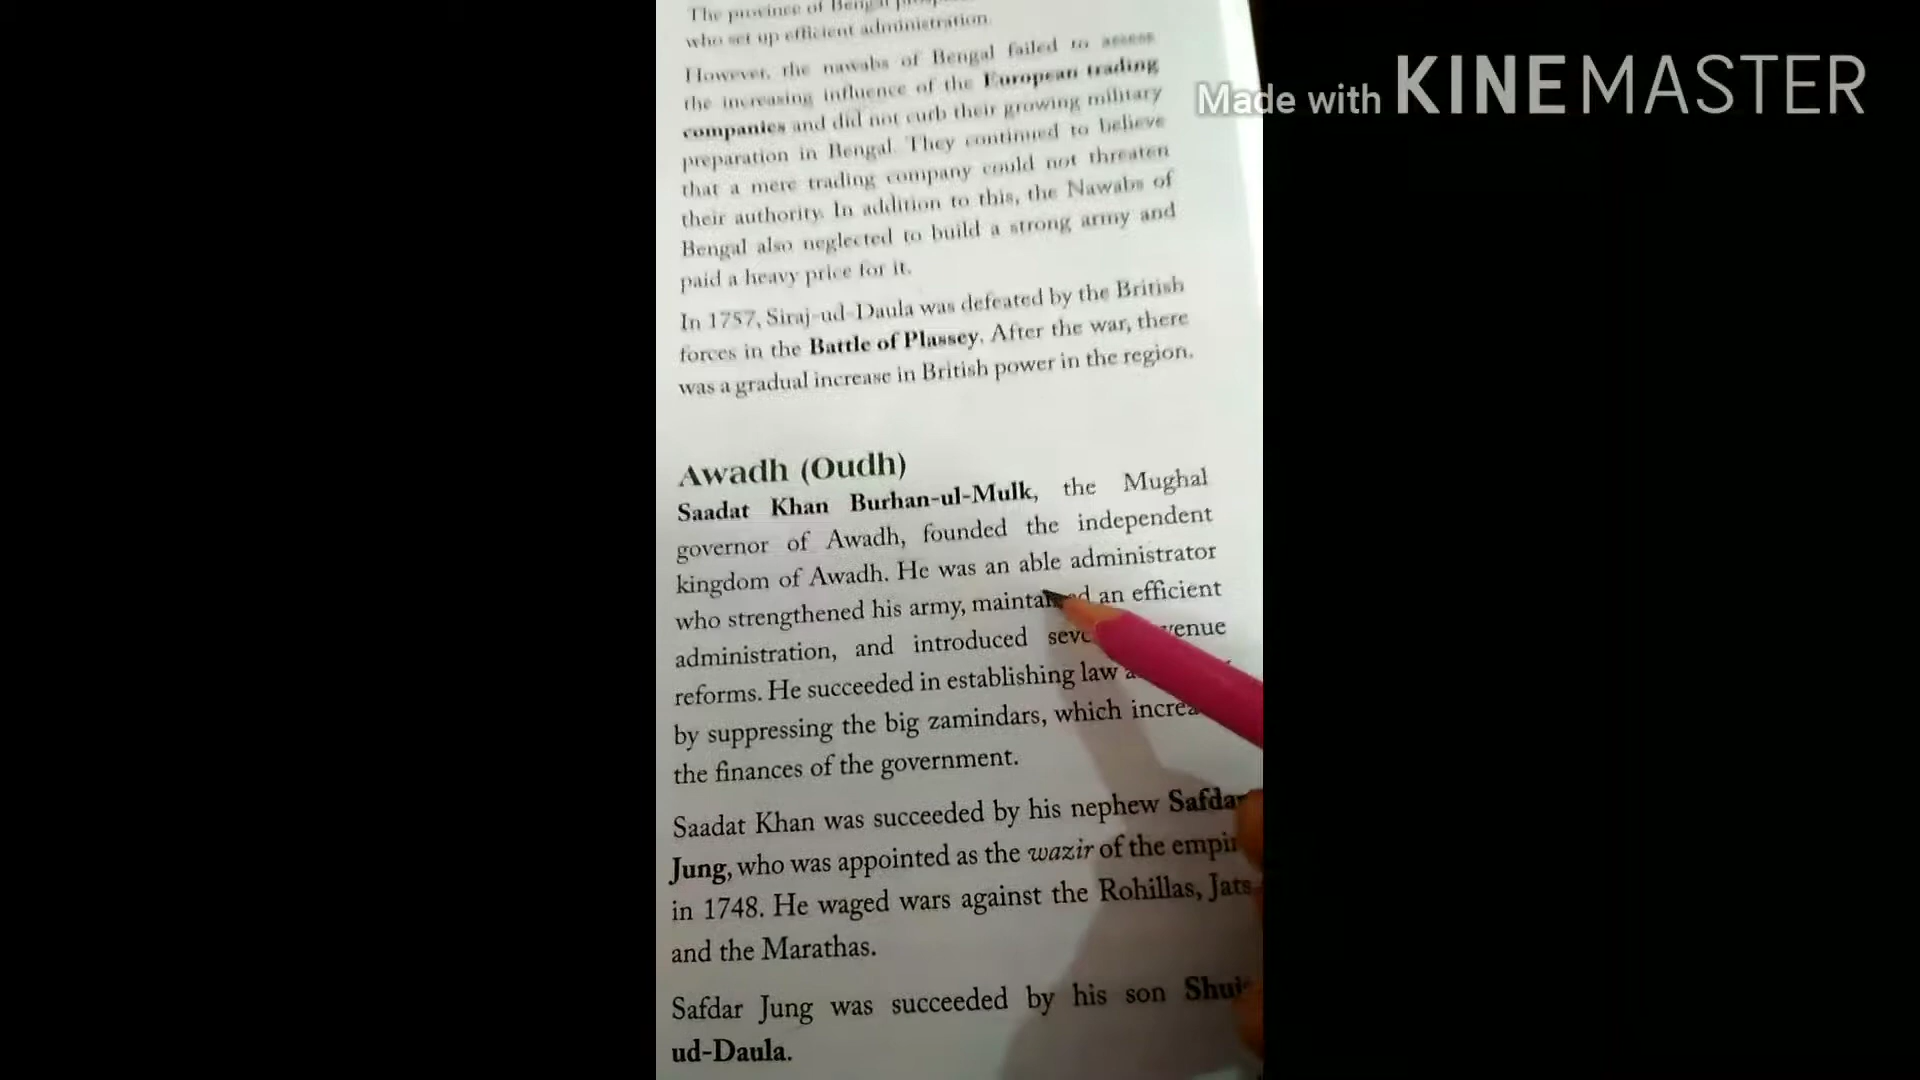 The province of Bengal
who set up efficient administration.
However, the nawabs of Bengal failed to assess
the increasing influence of the European trading
companies and did not curb their growing military
preparation in Bengal. They continued to believe
that a mere trading company could not threaten
their authority. In addition to this, the Nawabs of
Bengal also neglected to build a strong army and
paid a heavy price for it.
In 1757, Siraj-ud-Daula was defeated by the British
forces in the Battle of Plassey. After the war, there
was a gradual increase in British power in the region.
Awadh (Oudh)
Saadat Khan Burhan-ul-Mulk, the Mughal
governor of Awadh, founded the independent
kingdom of Awadh. He was an able administrator
who strengthened his army, an efficient
administration, and introduced
reforms. He succeeded in establishing law
by suppressing the big zamindars, which
the finances of the government.
Saadat Khan was succeeded by his nephew Safdar
Jung, who was appointed as the wazir of the
in 1748. He waged wars against the Rohillas, Jats
and the Marathas.
Safdar Jung was succeeded by his son
ud-Daula.
Made with KINEMASTER